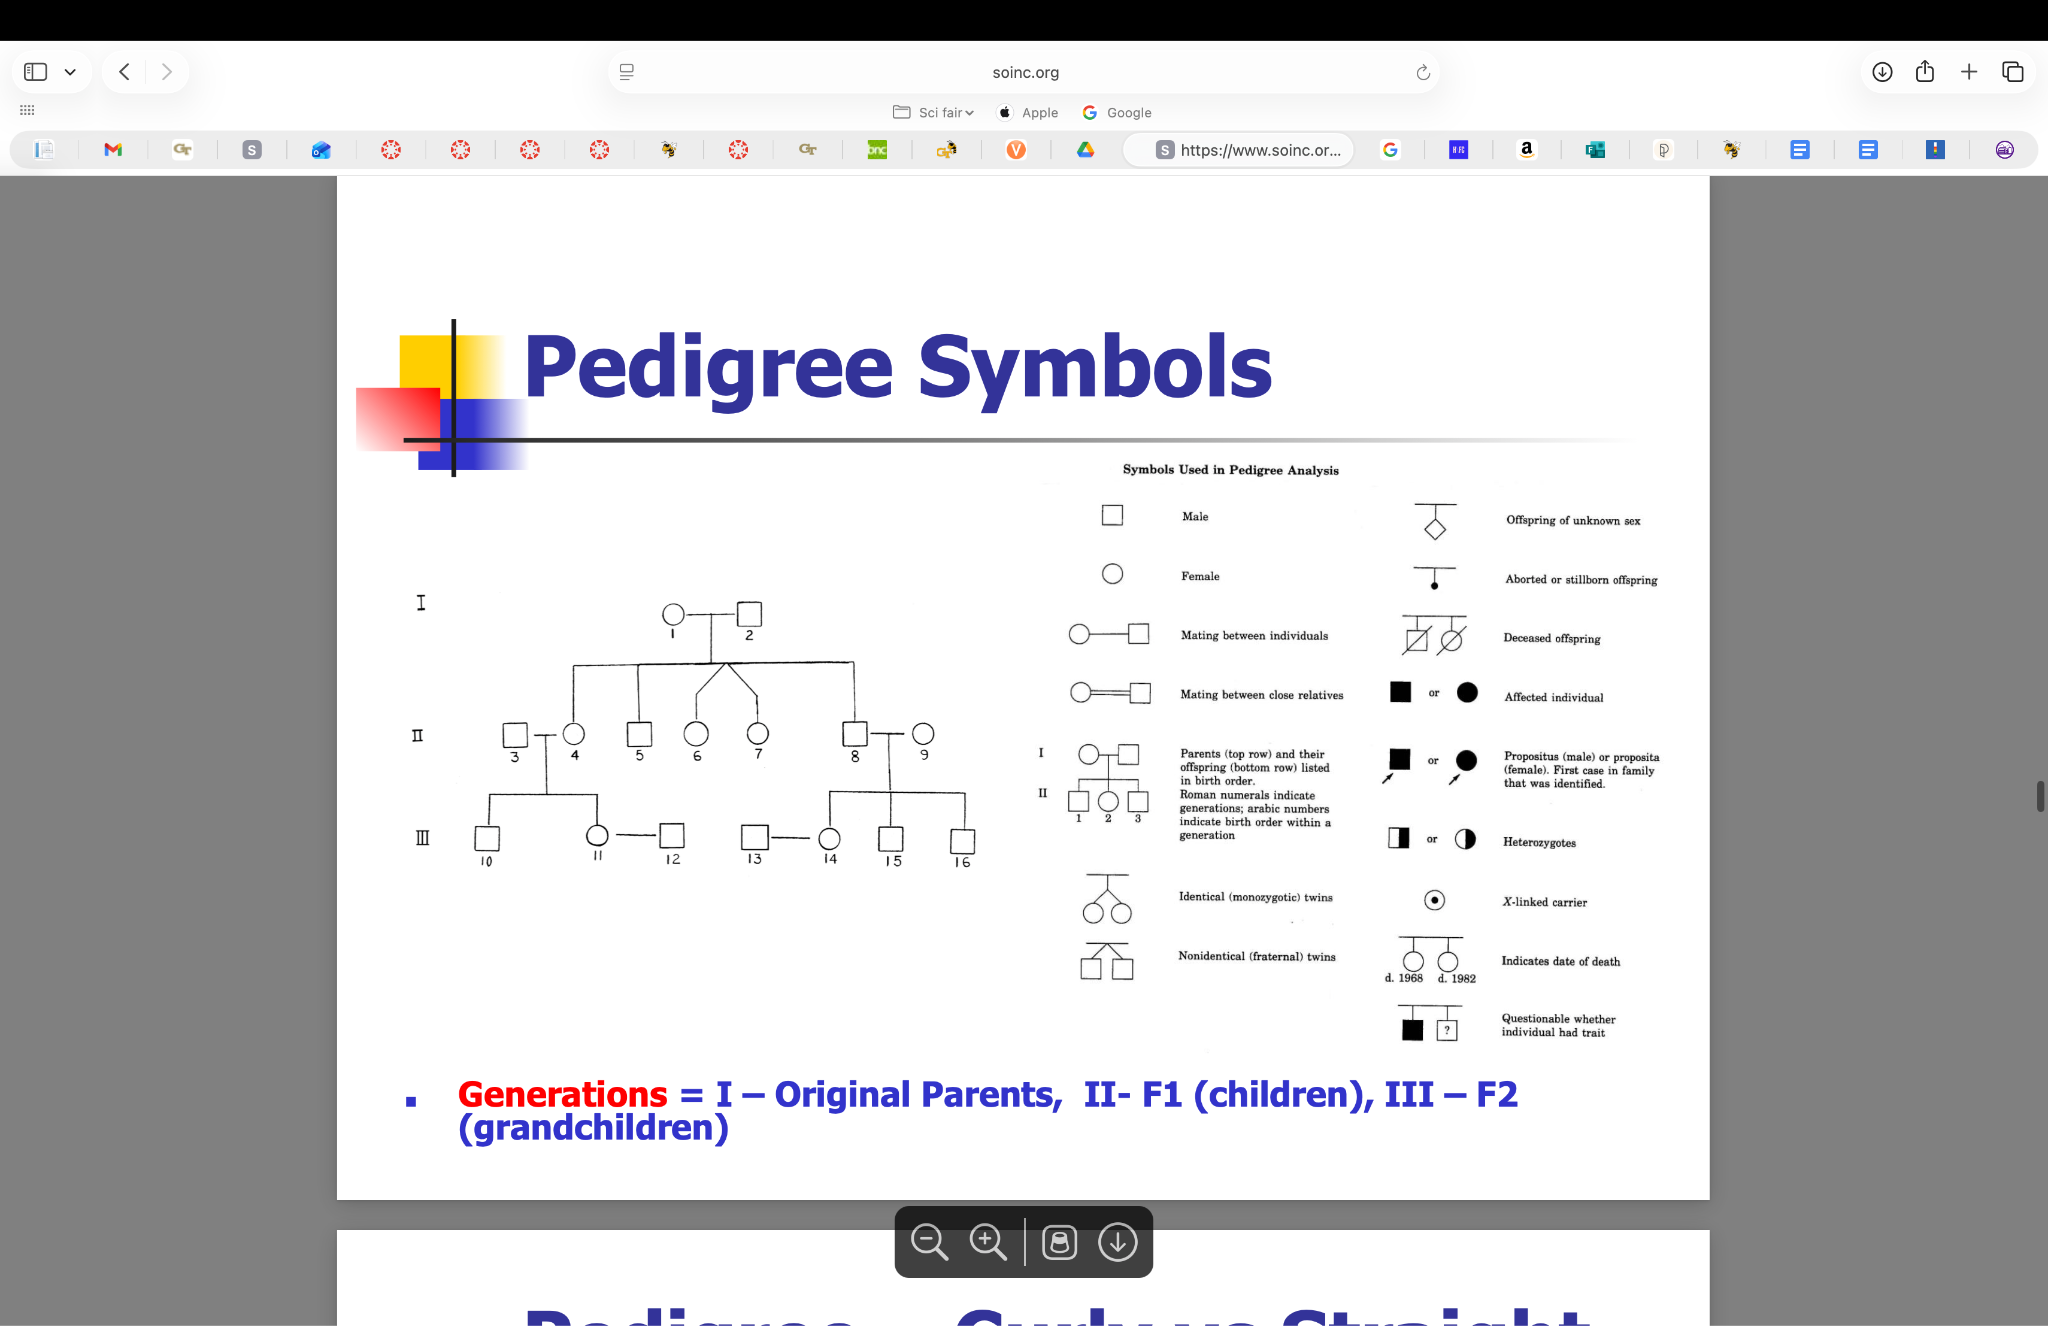 soinc.org
Sci fair
Apple
Google
S
https://www.soinc.or...
Pedigree Symbols
I
1
2
II
3
4
5
6
7
8
9
III
10
11
12
13
14
15
16
Symbols Used in Pedigree Analysis
Male
Female
Mating between individuals
Mating between close relatives
I
II
1 2 3
Parents (top row) and their
offspring (bottom row) listed
in birth order.
Roman numerals indicate
generations; arabic numbers
indicate birth order within a
generation
Identical (monozygotic) twins
Nonidentical (fraternal) twins
Offspring of unknown sex
Aborted or stillborn offspring
Deceased offspring
or
Affected individual
or
Propositus (male) or proposita
(female). First case in family
that was identified.
or
Heterozygotes
X-linked carrier
d. 1968 d. 1982
Indicates date of death
?
Questionable whether
individual had trait
▪ Generations = I – Original Parents, II- F1 (children), III – F2
(grandchildren)